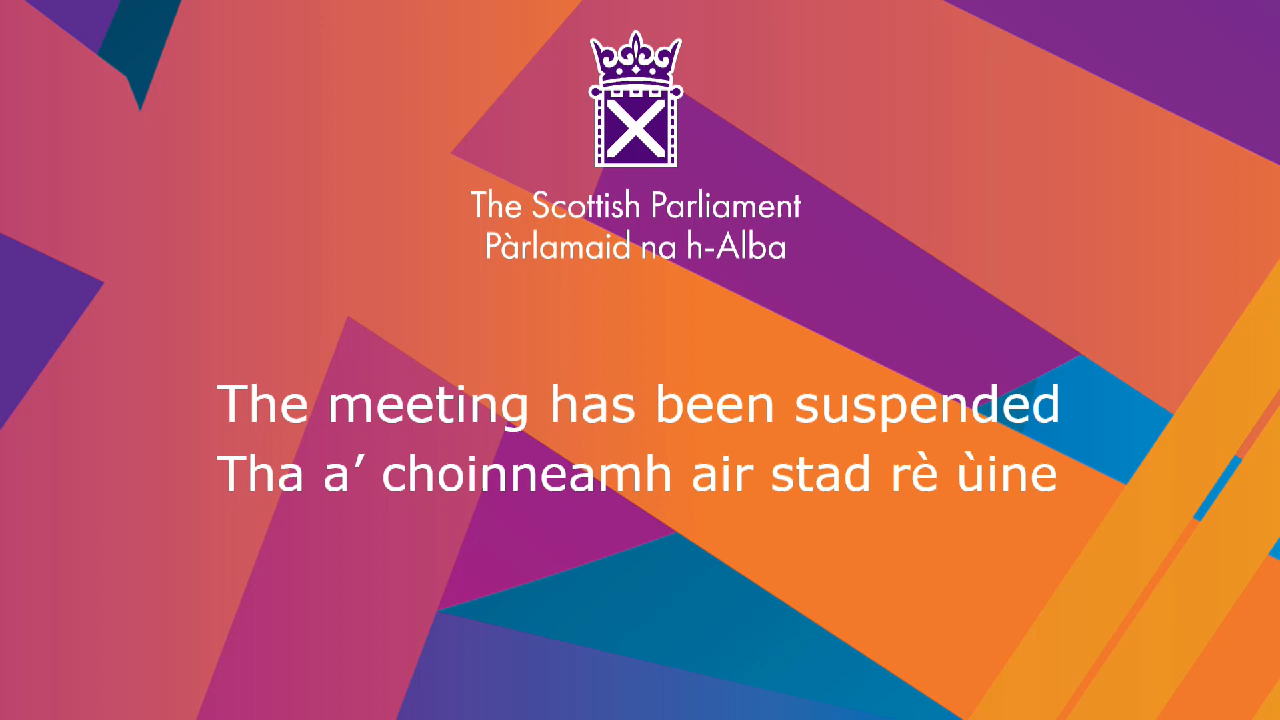 The Scottish Parliament
Pàrlamaid na h-Alba
The meeting has been suspended
Tha a’ choinneamh air stad rè ùine